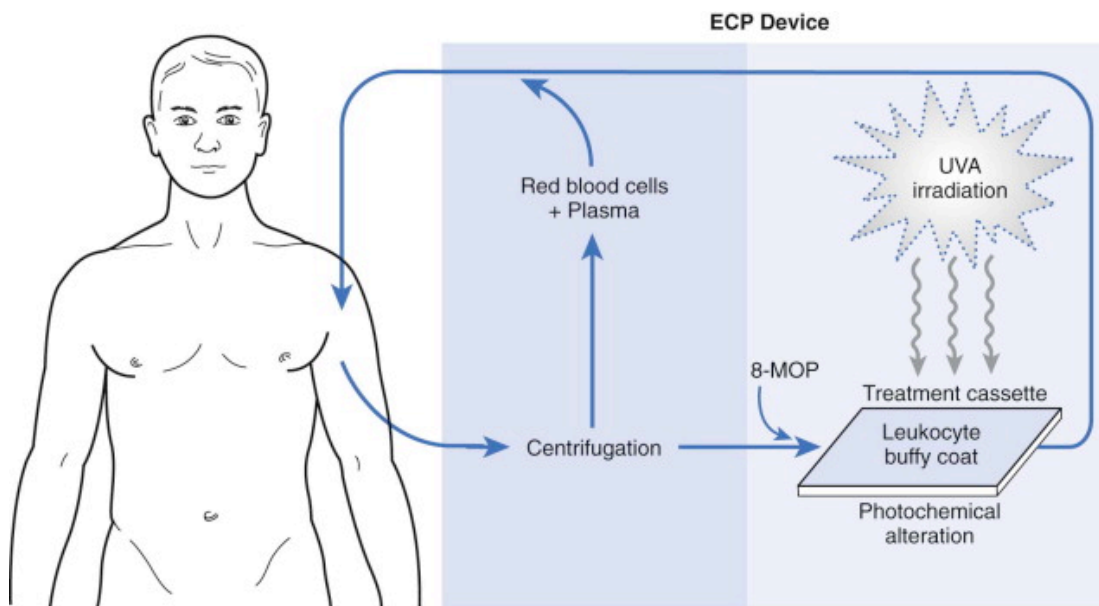 ECP Device
UVA
irradiation
Red blood cells
+ Plasma
8-MOP
Treatment cassette
Centrifugation
Leukocyte
buffy coat
Photochemical
alteration